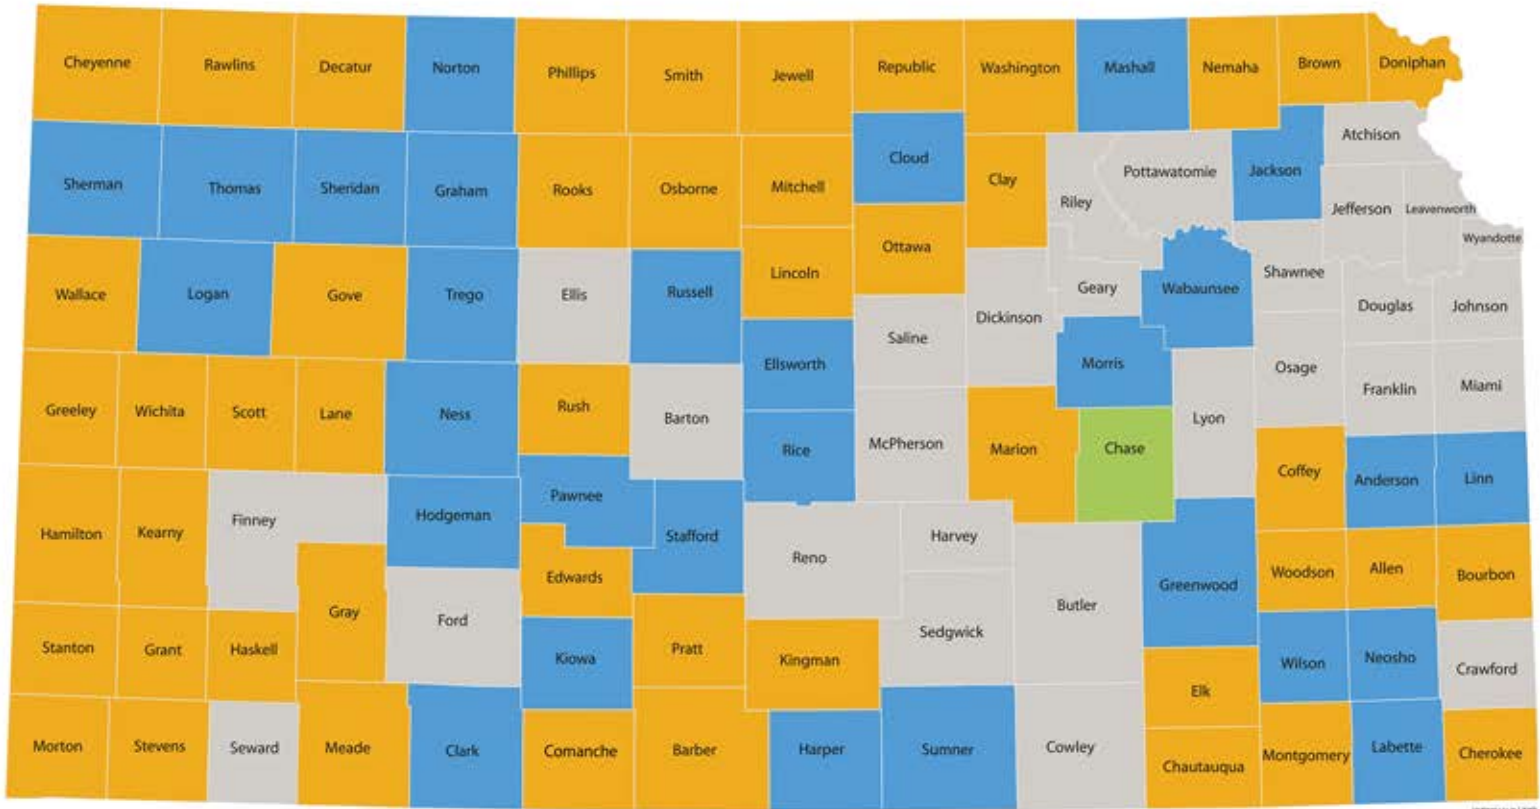 Cheyenne
Rawlins
Decatur
Norton
Phillips
Smith
Jewell
Republic
Washington
Mashall
Nemaha
Brown
Doniphan
Sherman
Thomas
Sheridan
Graham
Rooks
Osborne
Mitchell
Cloud
Clay
Riley
Pottawatomie
Jackson
Atchison
Jefferson
Leavenworth
Wyandotte
Wallace
Logan
Gove
Trego
Ellis
Russell
Lincoln
Ottawa
Saline
Dickinson
Geary
Wabaunsee
Shawnee
Douglas
Johnson
Greeley
Wichita
Scott
Lane
Ness
Rush
Barton
Ellsworth
Rice
McPherson
Marion
Morris
Chase
Lyon
Osage
Franklin
Miami
Coffey
Anderson
Linn
Hamilton
Kearny
Finney
Hodgeman
Pawnee
Stafford
Edwards
Reno
Harvey
Butler
Greenwood
Woodson
Allen
Bourbon
Stanton
Grant
Haskell
Gray
Ford
Kiowa
Pratt
Kingman
Sedgwick
Elk
Wilson
Neosho
Crawford
Morton
Stevens
Seward
Meade
Clark
Comanche
Barber
Harper
Sumner
Cowley
Chautauqua
Montgomery
Labette
Cherokee